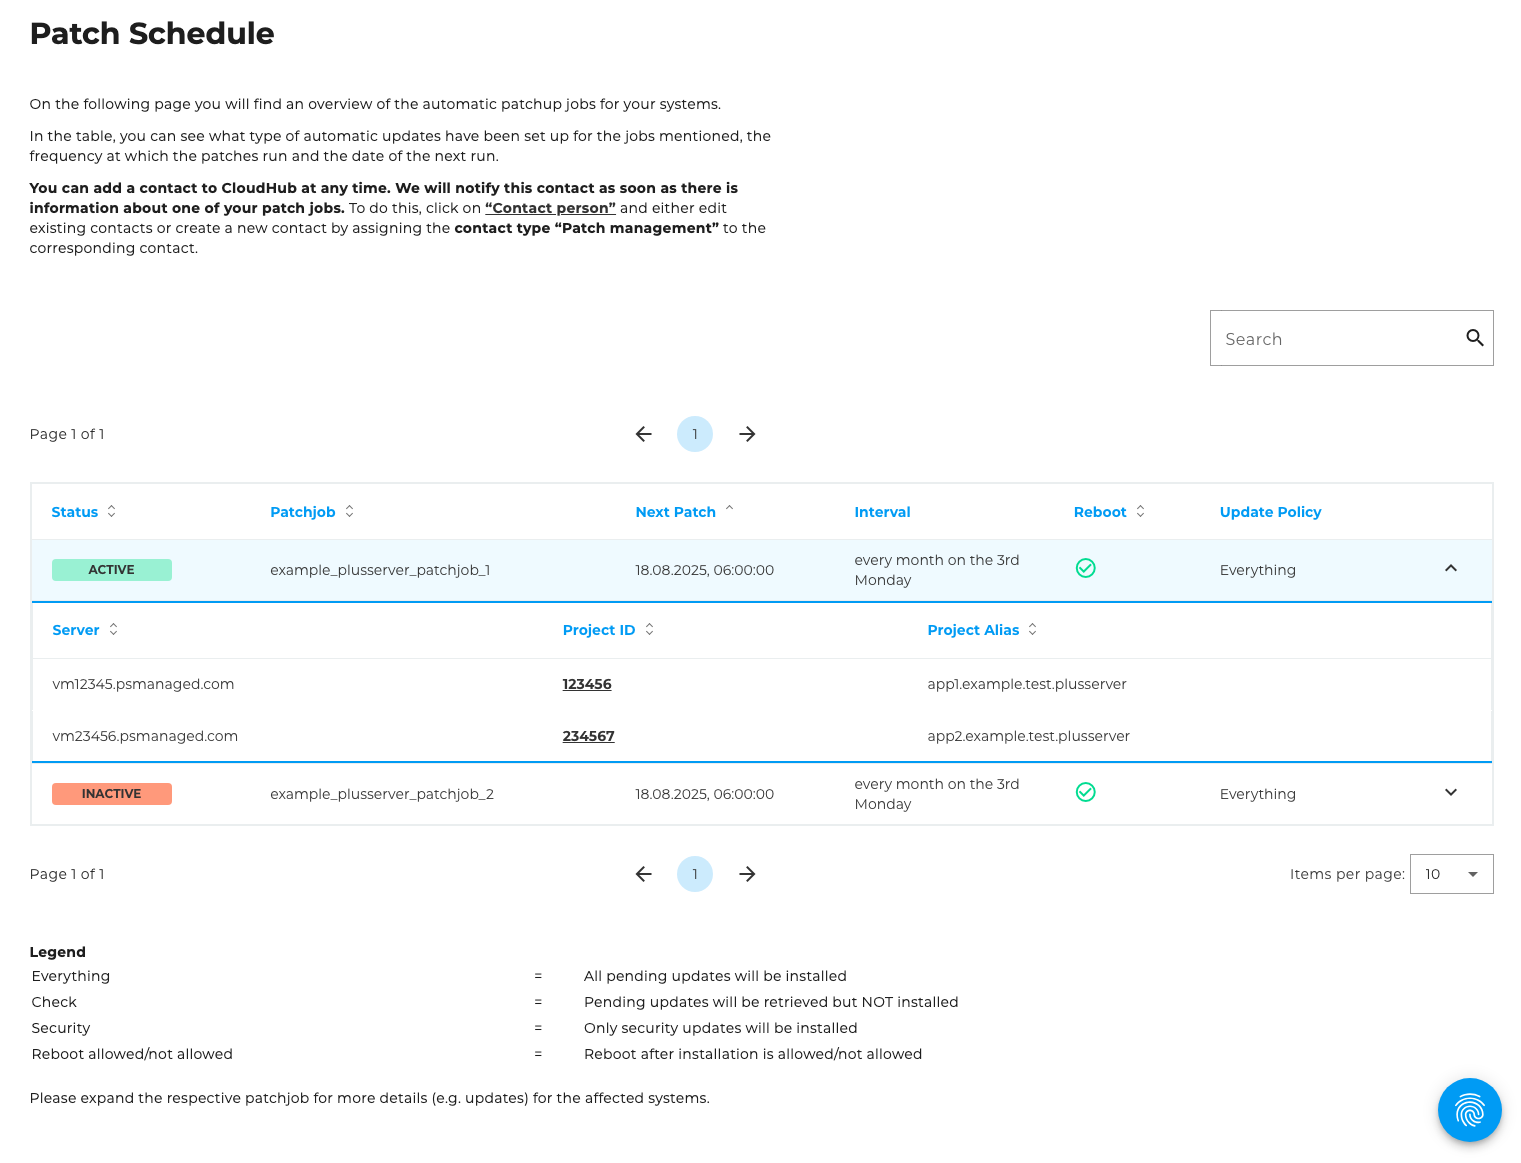 Patch Schedule
On the following page you will find an overview of the automatic patchup jobs for your systems.
In the table, you can see what type of automatic updates have been set up for the jobs mentioned, the
frequency at which the patches run and the date of the next run.
You can add a contact to CloudHub at any time. We will notify this contact as soon as there is
information about one of your patch jobs. To do this, click on “Contact person” and either edit
existing contacts or create a new contact by assigning the contact type “Patch management” to the
corresponding contact.
Search
Page 1 of 1
1
Status Patchjob Next Patch Interval Reboot Update Policy
ACTIVE example_plusserver_patchjob_1 18.08.2025, 06:00:00 every month on the 3rd
Monday Everything
Server Project ID Project Alias
vm12345.psmanaged.com 123456 app1.example.test.plusserver
vm23456.psmanaged.com 234567 app2.example.test.plusserver
INACTIVE example_plusserver_patchjob_2 18.08.2025, 06:00:00 every month on the 3rd
Monday Everything
Page 1 of 1 1 Items per page: 10
Legend
Everything = All pending updates will be installed
Check = Pending updates will be retrieved but NOT installed
Security = Only security updates will be installed
Reboot allowed/not allowed = Reboot after installation is allowed/not allowed
Please expand the respective patchjob for more details (e.g. updates) for the affected systems.